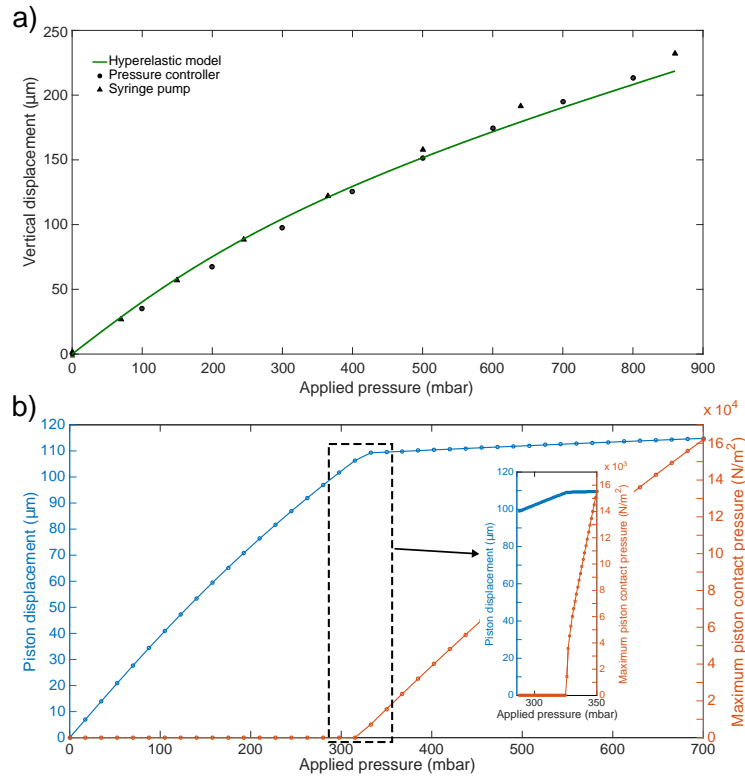 a)
250
200
150
100
50
0
Vertical displacement (µm)
Hyperelastic model
Pressure controller
Syringe pump
0 100 200 300 400 500 600 700 800 900
Applied pressure (mbar)
b)
x 10⁴
120
110
100
90
80
70
60
50
40
30
20
10
0
Piston displacement (µm)
16
14
12
10
8
6
4
2
0
Maximum piston contact pressure (N/m²)
0 100 200 300 400 500 600 700
Applied pressure (mbar)
x 10³
120
100
80
60
40
20
0
Piston displacement (µm)
16
14
12
10
8
6
4
2
0
Maximum piston contact pressure (N/m²)
300 350
Applied pressure (mbar)